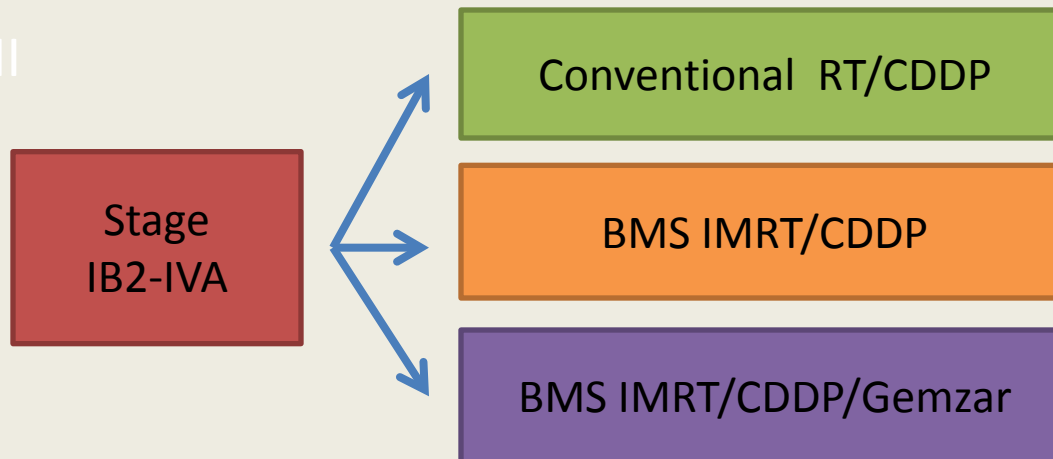 Stage
IB2-IVA
Conventional RT/CDDP
BMS IMRT/CDDP
BMS IMRT/CDDP/Gemzar